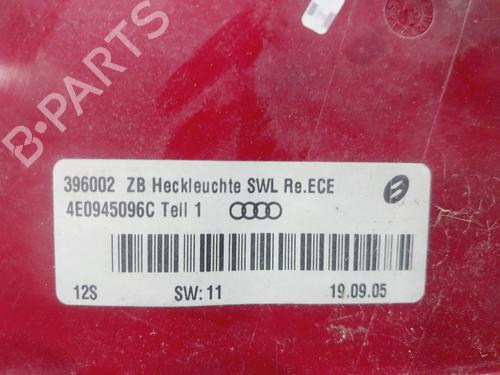 B-PARTS
396002 ZB Heckleuchte SWL Re.ECE
4E0945096C Teil 1
12S SW:11 19.09.05